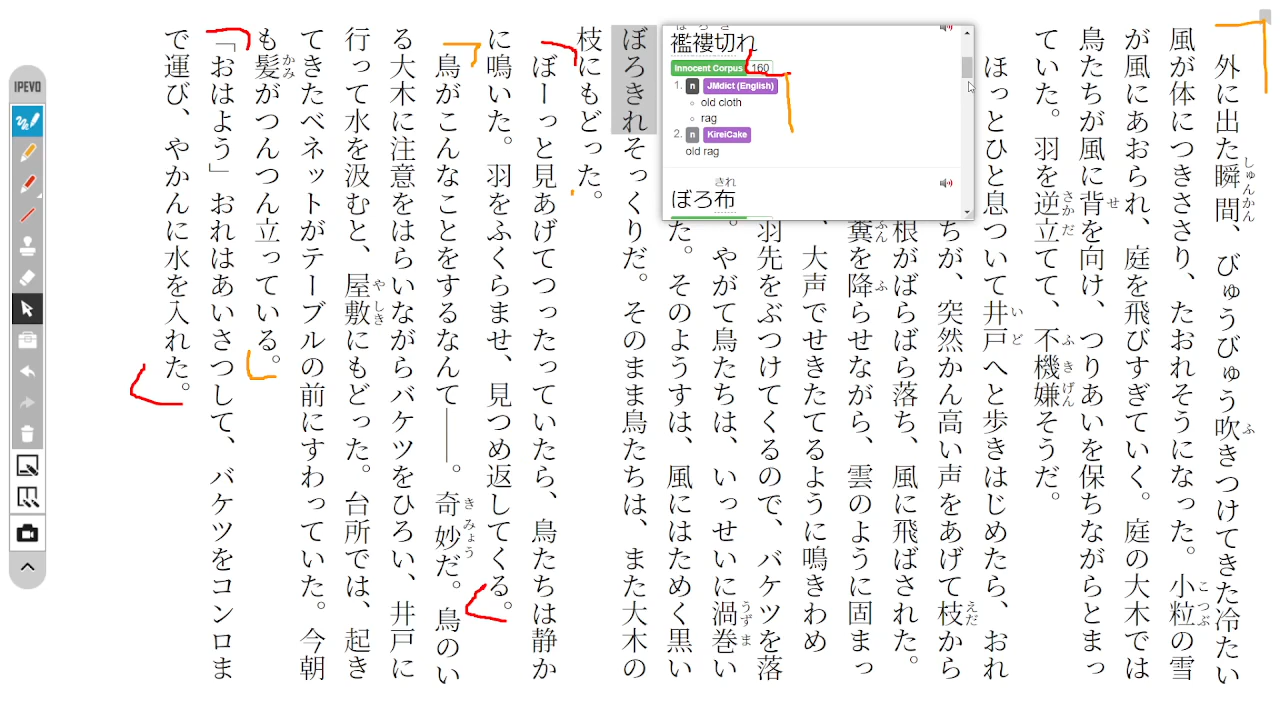 外に出た瞬間、びゅうびゅう吹きつけてきた冷たい
風が体につきささり、たおれそうになった。小粒の雪
が風にあおられ、庭を飛びすぎていく。庭の大木では
鳥たちが風に背を向け、つりあいを保ちながらとまっ
ていた。羽を逆立てて、不機嫌そうだ。
ほっとひと息ついて井戸へと歩きはじめたら、おれ
ちが、突然かん高い声をあげて枝から
根がばらばら落ち、風に飛ばされた。
糞を降らせながら、雲のように固まっ
、大声でせきたてるように鳴きわめ
羽先をぶつけてくるので、バケツを落
。やがて鳥たちは、いっせいに渦巻い
た。そのようすは、風にはためく黒い
ぼろきれそっくりだ。そのまま鳥たちは、また大木の
枝にもどった。
ぼーっと見あげてつったっていたら、鳥たちは静か
に鳴いた。羽をふくらませ、見つめ返してくる。
鳥がこんなことをするなんて——。奇妙だ。鳥のい
る大木に注意をはらいながらバケツをひろい、井戸に
行って水を汲むと、屋敷にもどった。台所では、起き
てきたベネットがテーブルの前にすわっていた。今朝
も髪がつんつん立っている。
「おはよう」おれはあいさつして、バケツをコンロま
で運び、やかんに水を入れた。
襤褸切れ
Innocent Corpus 160
1. n JMdict (English)
old cloth
rag
2. n KireiCake
old rag
ぼろ布
IPEVO